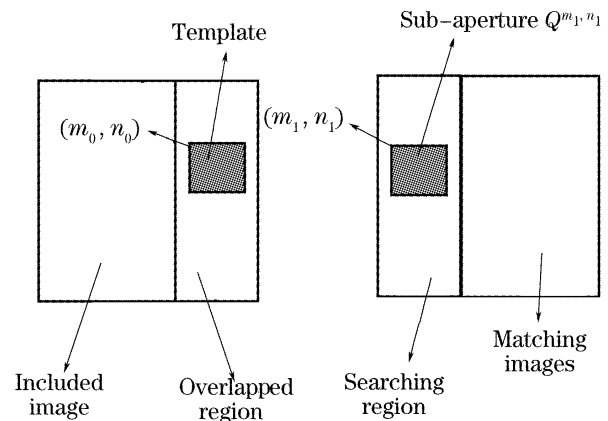 Template
Sub-aperture Q^{m₁, n₁}
(m₀, n₀)
(m₁, n₁)
Included
image
Overlapped
region
Searching
region
Matching
images